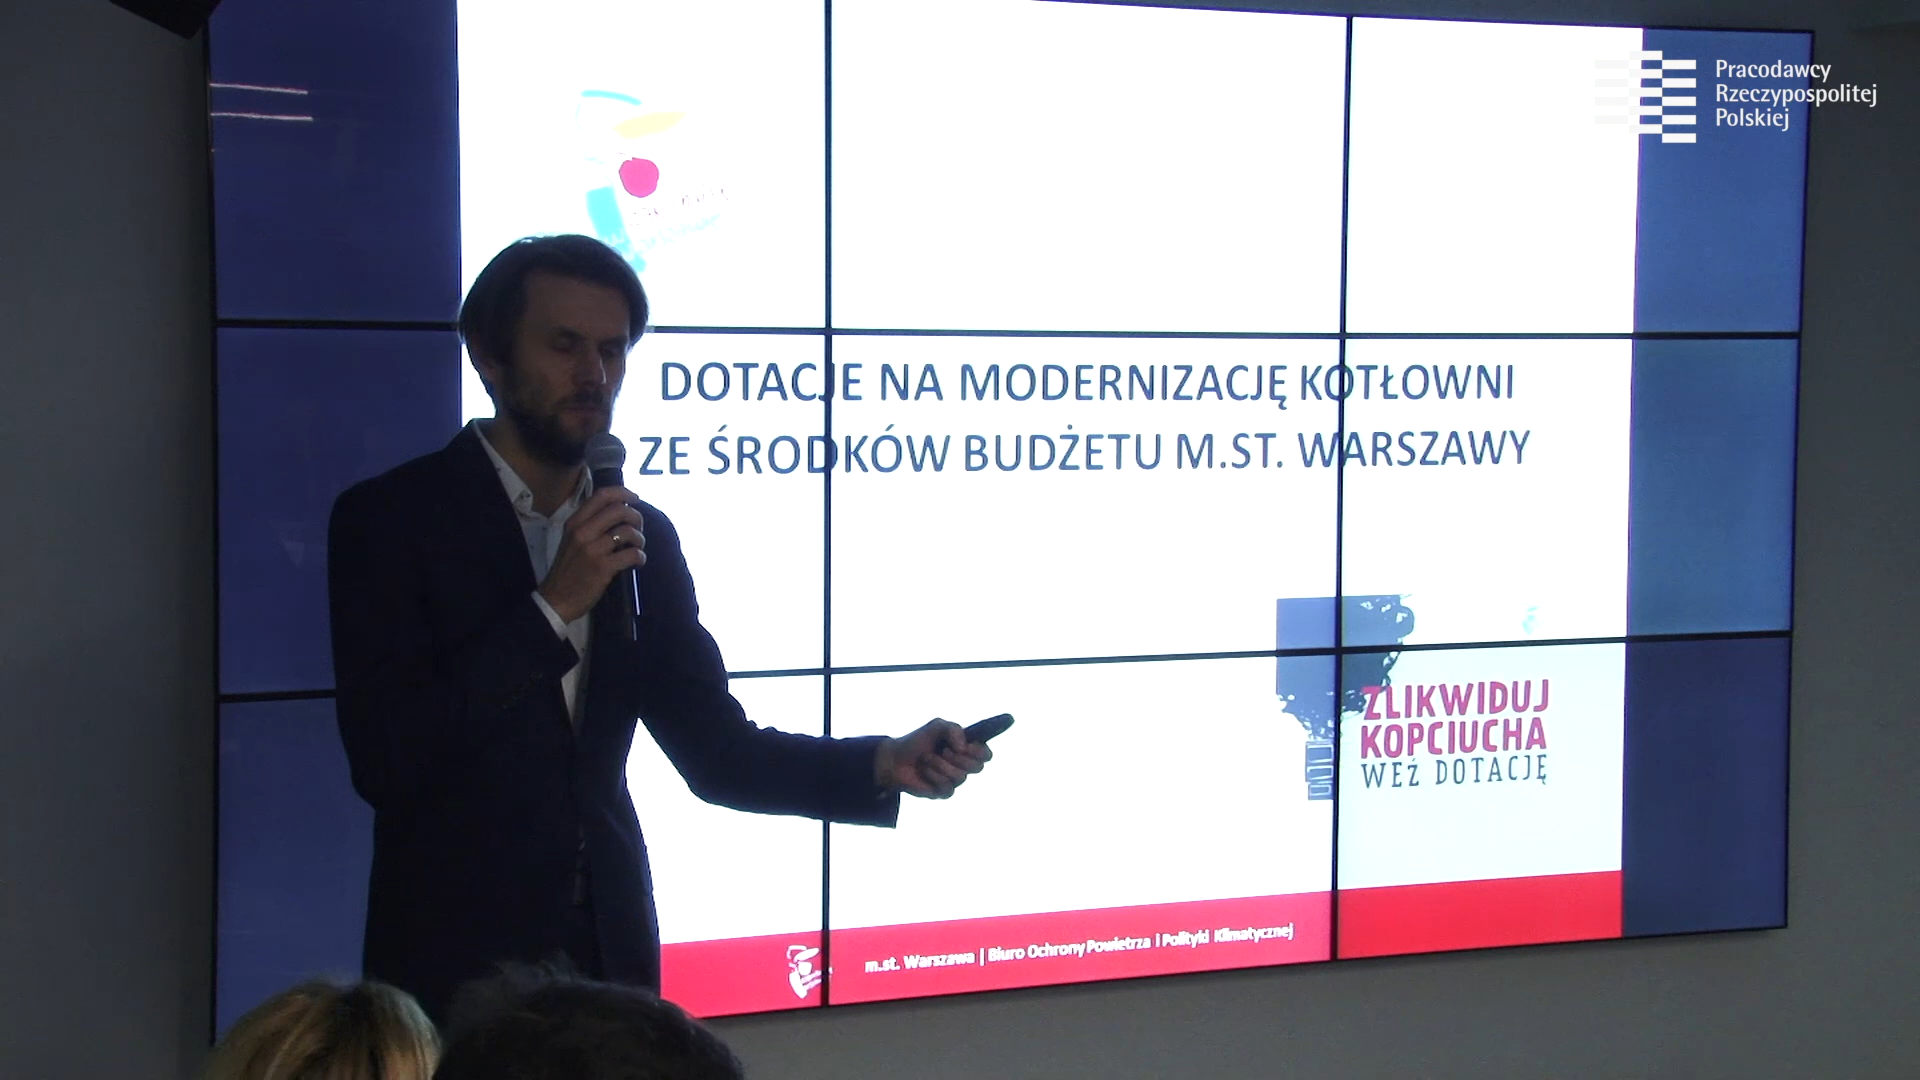 Pracodawcy
Rzeczypospolitej
Polskiej
DOTACJE NA MODERNIZACJĘ KOTŁOWNI
ZE ŚRODKÓW BUDŻETU M.ST. WARSZAWY
ZLIKWIDUJ
KOPCIUCHA
WEŹ DOTACJĘ
m.st. Warszawa | Biuro Ochrony Powietrza i Polityki Klimatycznej